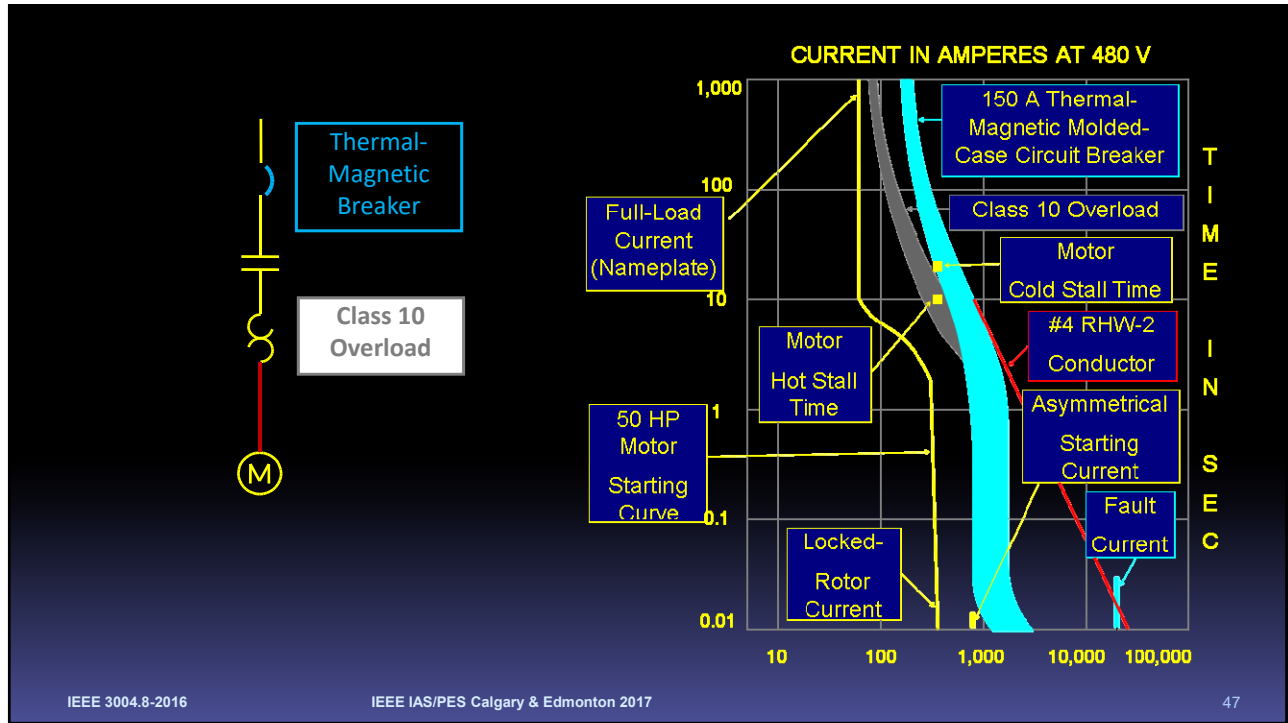 CURRENT IN AMPERES AT 480 V
Thermal-
Magnetic
Breaker
Class 10
Overload
M
1,000
100
10
1
0.1
0.01
150 A Thermal-
Magnetic Molded-
Case Circuit Breaker
Full-Load
Current
(Nameplate)
Class 10 Overload
Motor
Cold Stall Time
Motor
Hot Stall
Time
#4 RHW-2
Conductor
50 HP
Motor
Starting
Curve
Asymmetrical
Starting
Current
Locked-
Rotor
Current
Fault
Current
T
I
M
E
I
N
S
E
C
10
100
1,000
10,000
100,000
IEEE 3004.8-2016
IEEE IAS/PES Calgary & Edmonton 2017
47